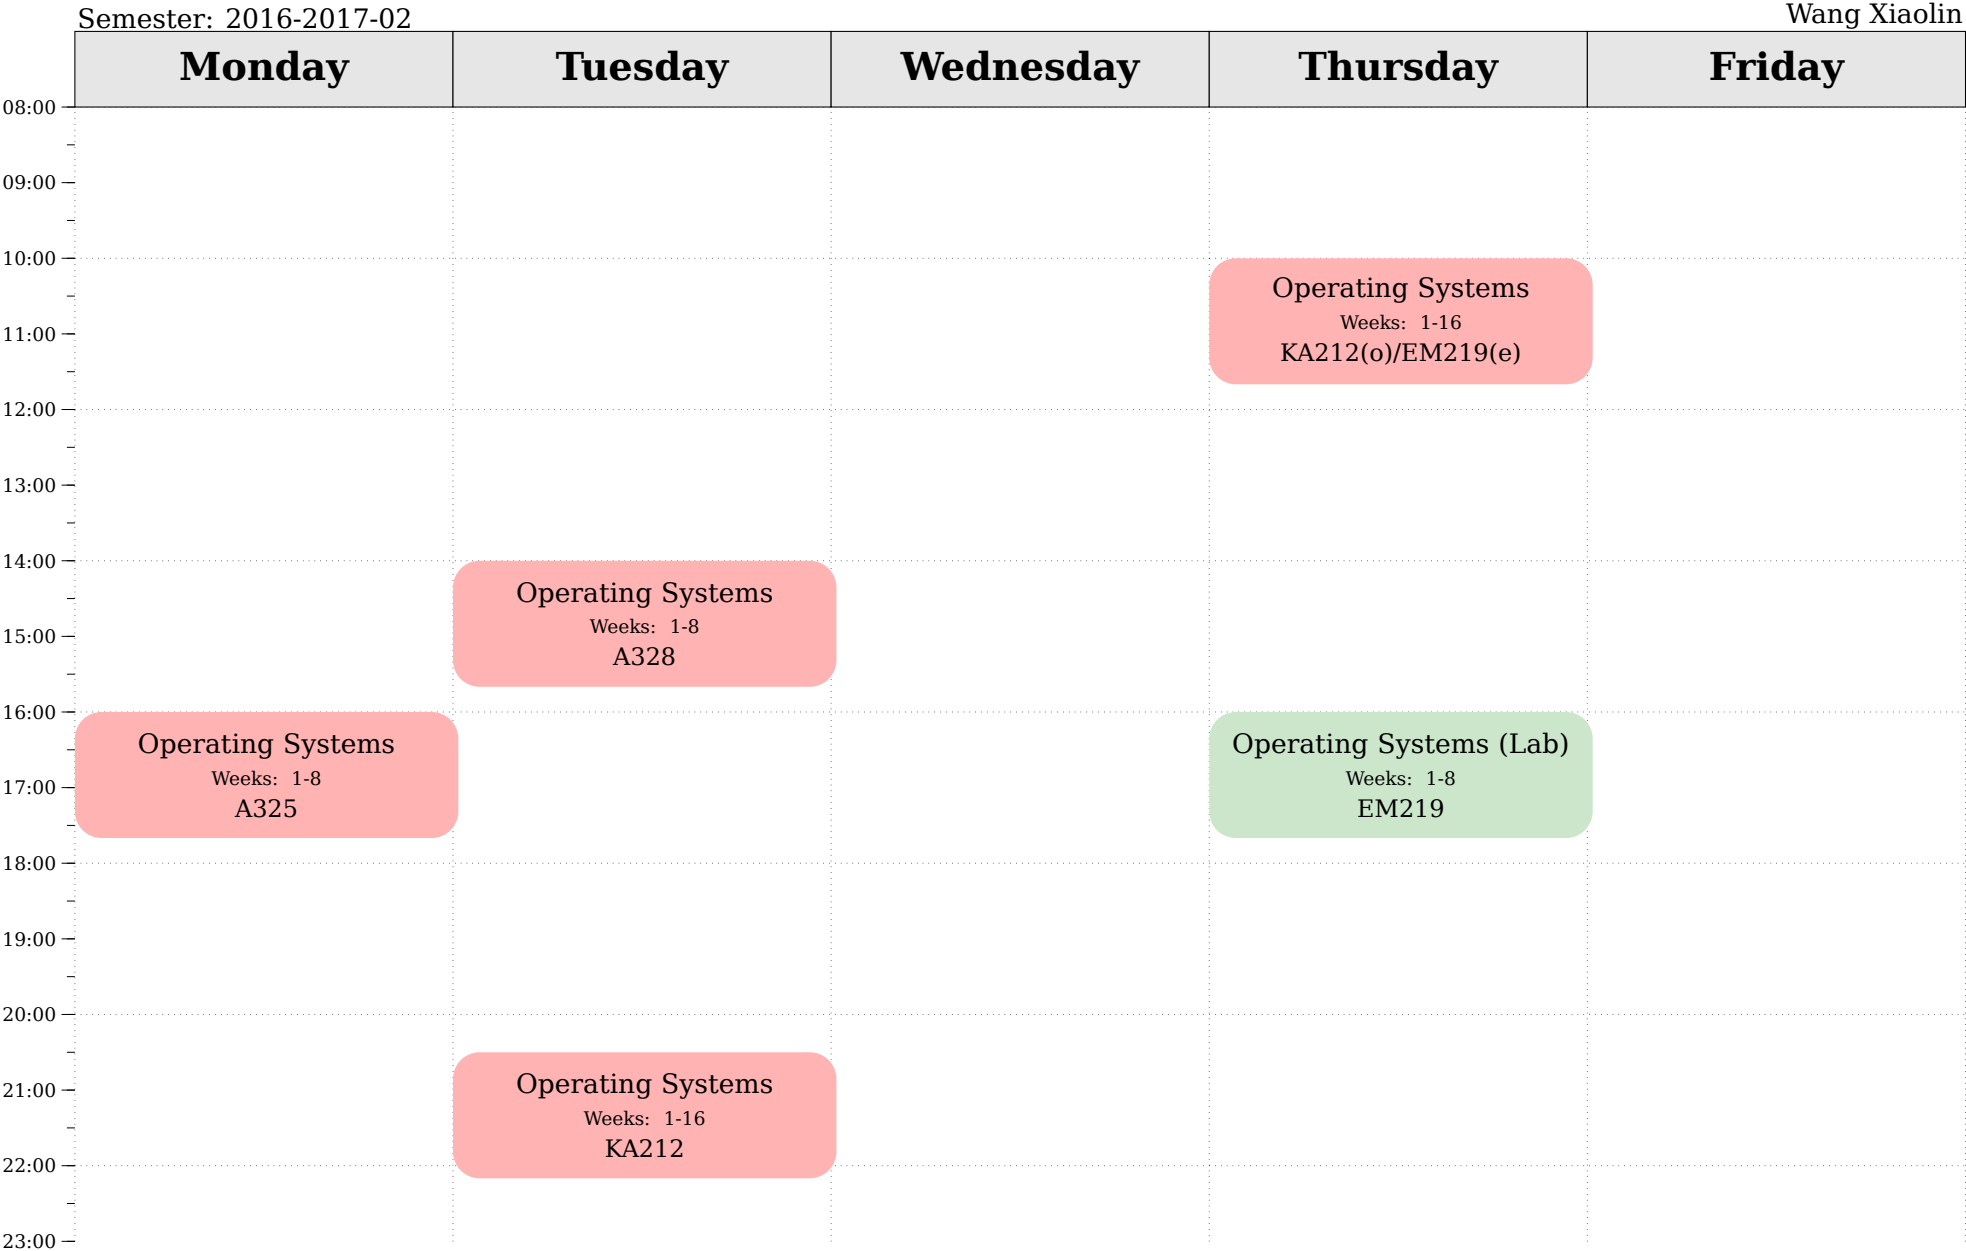 Semester: 2016-2017-02
Wang Xiaolin
Monday Tuesday Wednesday Thursday Friday
08:00
09:00
10:00
Operating Systems
Weeks: 1-16
KA212(o)/EM219(e)
11:00
12:00
13:00
14:00
Operating Systems
Weeks: 1-8
A328
15:00
16:00
Operating Systems
Weeks: 1-8
A325
Operating Systems (Lab)
Weeks: 1-8
EM219
17:00
18:00
19:00
20:00
Operating Systems
Weeks: 1-16
KA212
21:00
22:00
23:00